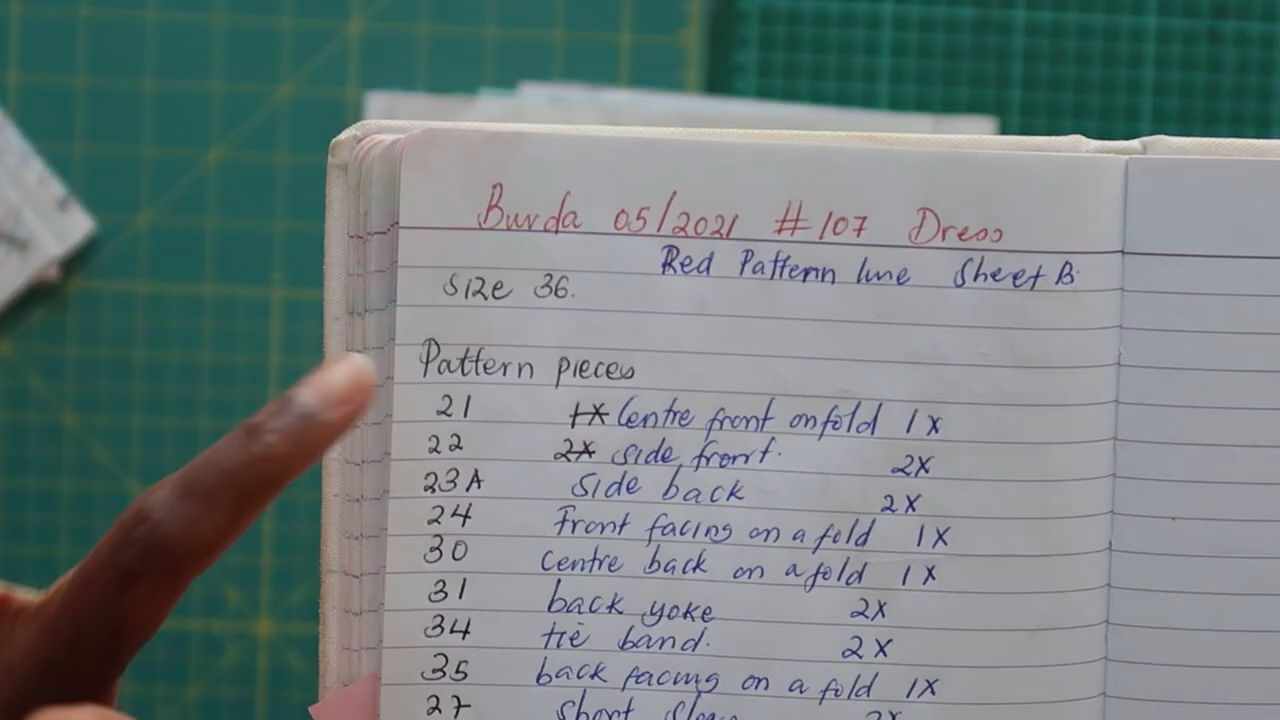 Burda 05/2021 #107 Dress
Red Pattern line Sheet B.
Size 36.
Pattern pieces
21 1x Centre front on fold 1x
22 2x side front. 2x
23A Side back 2x
24 Front facing on a fold 1x
30 Centre back on a fold 1x
31 back yoke 2x
34 tie band. 2x
35 back facing on a fold 1x
27 Short 2x